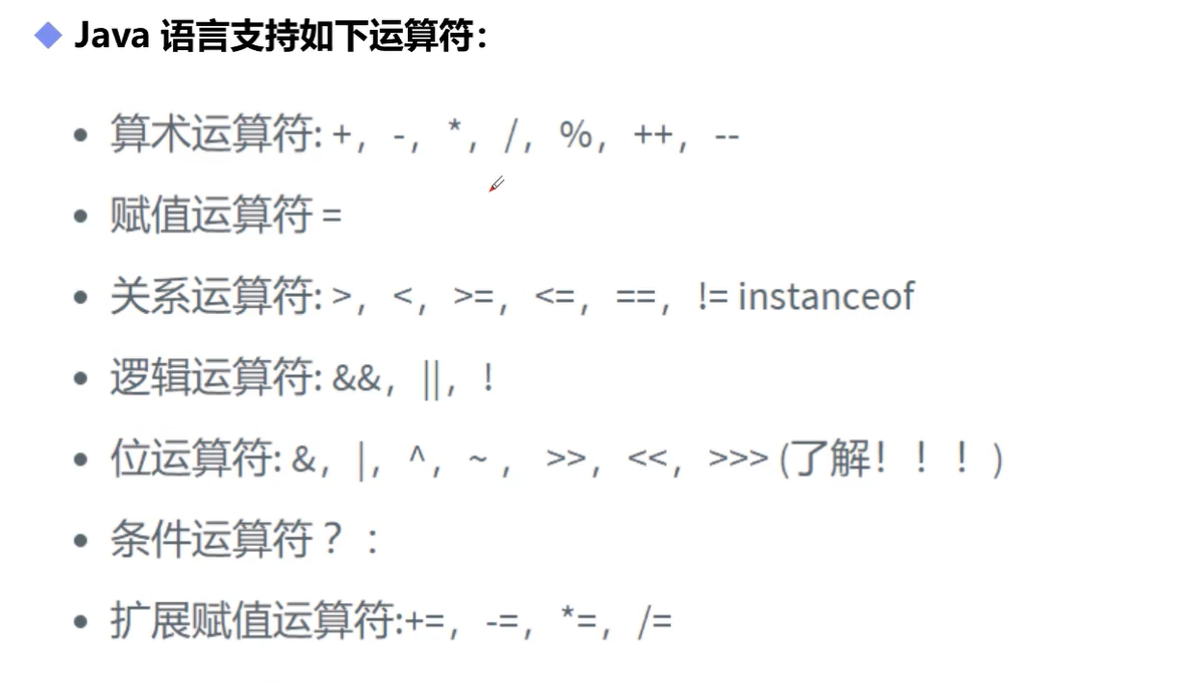 Java 语言支持如下运算符：
算术运算符: +，-，*，/，%，++，--
赋值运算符 =
关系运算符: >，<，>=，<=，==，!= instanceof
逻辑运算符: &&，||，!
位运算符: &，|，^，~ ， >>，<<，>>> (了解！！！)
条件运算符？：
扩展赋值运算符:+=，-=，*=，/=